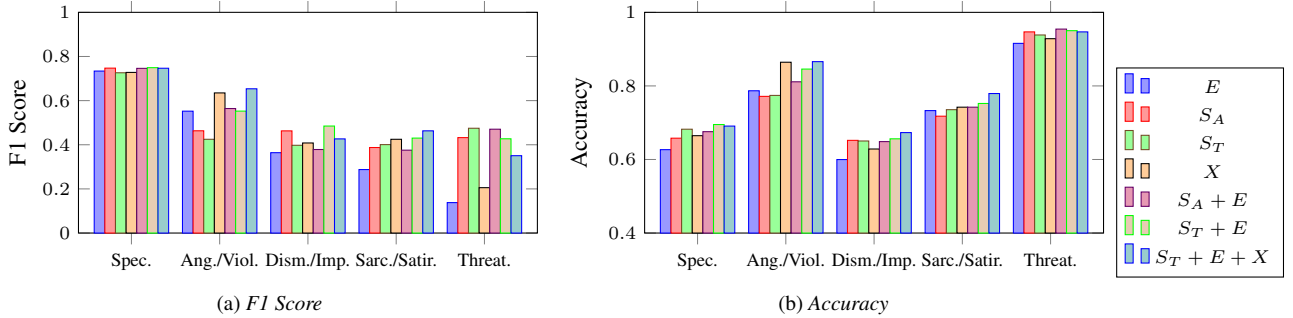 1
0.8
0.6
0.4
0.2
0
F1 Score
Spec. Ang./Viol. Dism./Imp. Sarc./Satir. Threat.
(a) F1 Score
1
0.8
0.6
0.4
Accuracy
Spec. Ang./Viol. Dism./Imp. Sarc./Satir. Threat.
(b) Accuracy
E
S_A
S_T
X
S_A + E
S_T + E
S_T + E + X